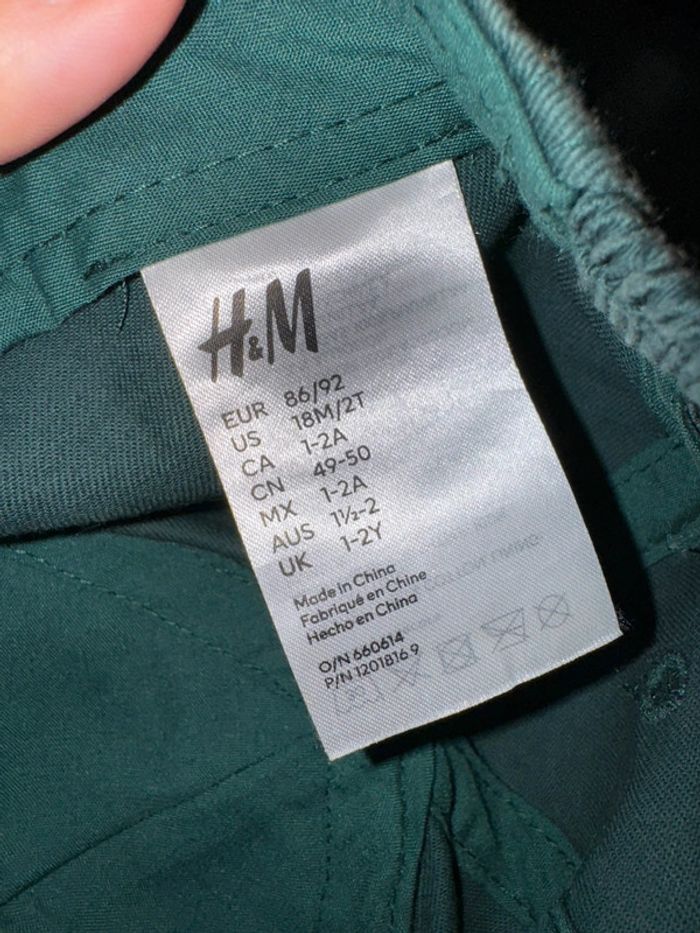 H&M
EUR 86/92
US 18M/2T
CA 1-2A
CN 49-50
MX 1-2A
AUS 1½-2
UK 1-2Y
Made in China
Fabriqué en Chine
Hecho en China
O/N 660614
P/N 1201816 9